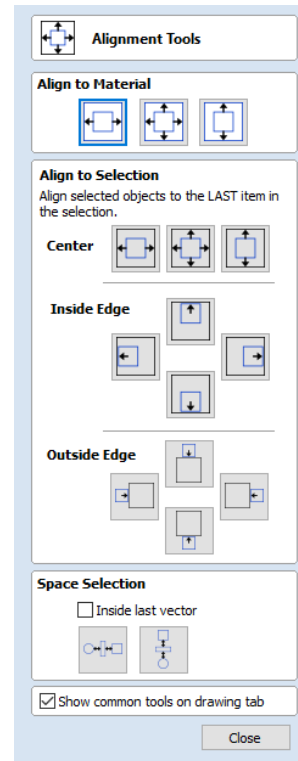 Alignment Tools
Align to Material
Align to Selection
Align selected objects to the LAST item in
the selection.
Center
Inside Edge
Outside Edge
Space Selection
Inside last vector
Show common tools on drawing tab
Close